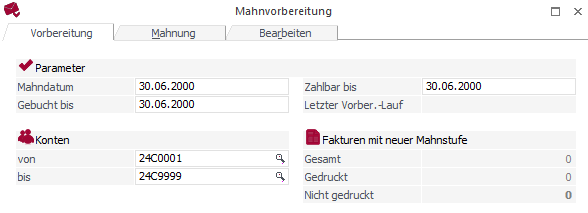 Mahnvorbereitung
Vorbereitung Mahnung Bearbeiten
Parameter
Mahndatum 30.06.2000 Zahlbar bis 30.06.2000
Gebucht bis 30.06.2000 Letzter Vorber.-Lauf
Konten Fakturen mit neuer Mahnstufe
von 24C0001 Gesamt 0
bis 24C9999 Gedruckt 0
Nicht gedruckt 0